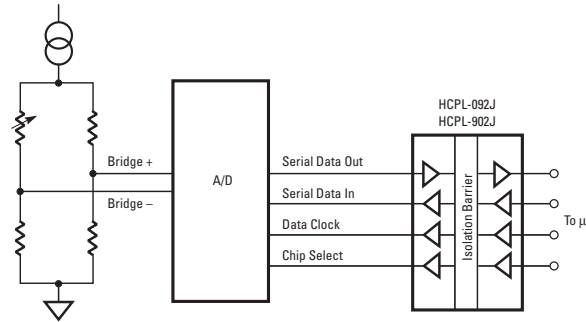 HCPL-092J
HCPL-902J
Bridge +
Bridge –
A/D
Serial Data Out
Serial Data In
Data Clock
Chip Select
Isolation Barrier
To µ